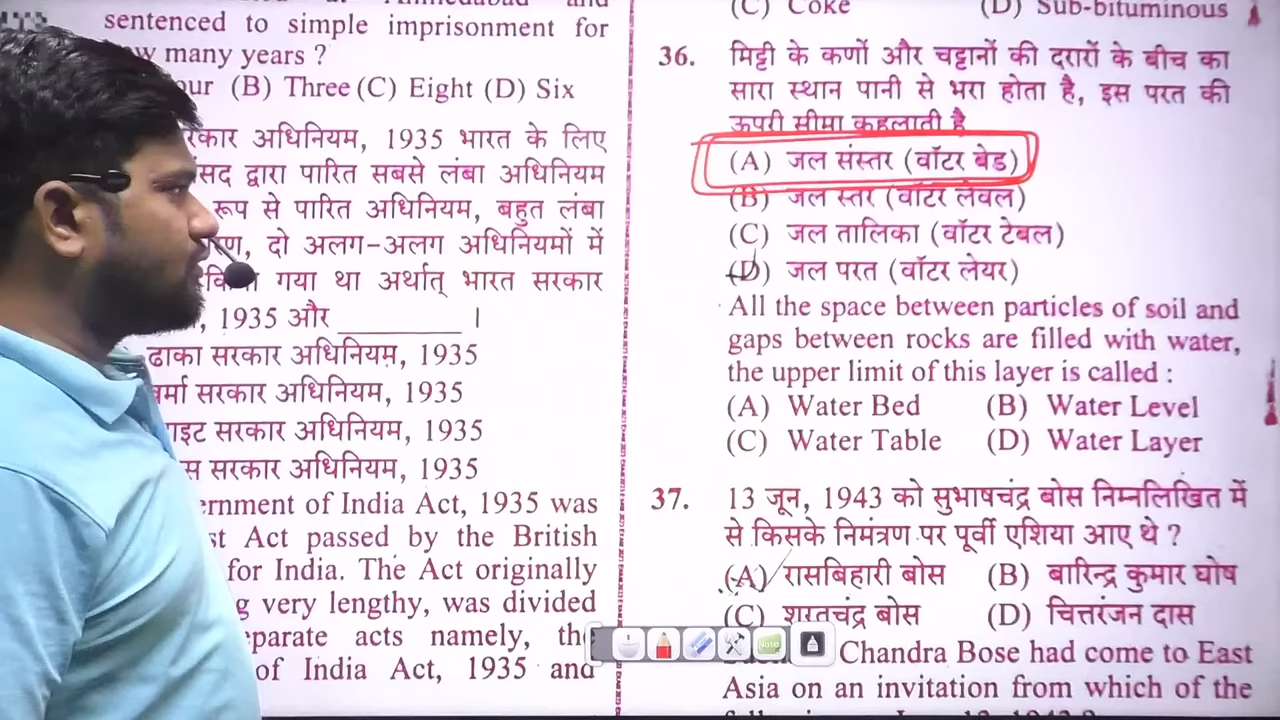 sentenced to simple imprisonment for
many years ?
(B) Three (C) Eight (D) Six
अधिनियम, 1935 भारत के लिए
द्वारा पारित सबसे लंबा अधिनियम
रूप से पारित अधिनियम, बहुत लंबा
दो अलग-अलग अधिनियमों में
गया था अर्थात् भारत सरकार
, 1935 और ________ ।
ढाका सरकार अधिनियम, 1935
सरकार अधिनियम, 1935
सरकार अधिनियम, 1935
सरकार अधिनियम, 1935
of India Act, 1935 was
Act passed by the British
for India. The Act originally
very lengthy, was divided
acts namely, the
of India Act, 1935 and
(C) Coke (D) Sub-bituminous
36. मिट्टी के कणों और चट्टानों की दरारों के बीच का
सारा स्थान पानी से भरा होता है, इस परत की
ऊपरी सीमा कहलाती है
(A) जल संस्तर (वॉटर बेड)
(B) जल स्तर (वॉटर लेवल)
(C) जल तालिका (वॉटर टेबल)
(D) जल परत (वॉटर लेयर)
All the space between particles of soil and
gaps between rocks are filled with water,
the upper limit of this layer is called :
(A) Water Bed (B) Water Level
(C) Water Table (D) Water Layer
37. 13 जून, 1943 को सुभाषचंद्र बोस निम्नलिखित में
से किसके निमंत्रण पर पूर्वी एशिया आए थे ?
(A) रासबिहारी बोस (B) बारिन्द्र कुमार घोष
(C) शरतचंद्र बोस (D) चित्तरंजन दास
Chandra Bose had come to East
Asia on an invitation from which of the
Note